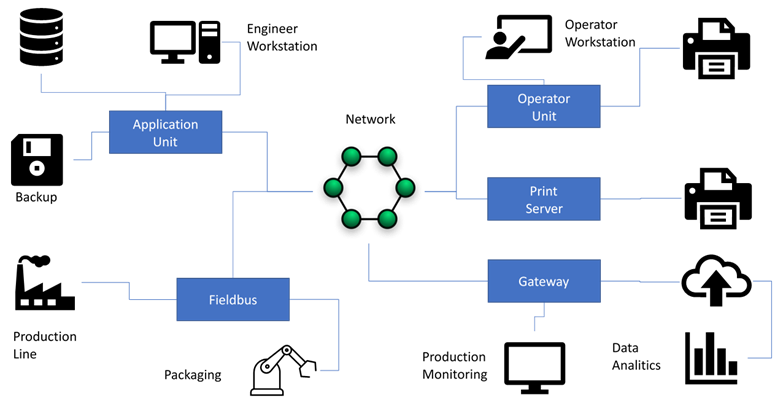 Engineer
Workstation
Operator
Workstation
Application
Unit
Network
Operator
Unit
Backup
Print
Server
Fieldbus
Gateway
Production
Line
Packaging
Production
Monitoring
Data
Analitics